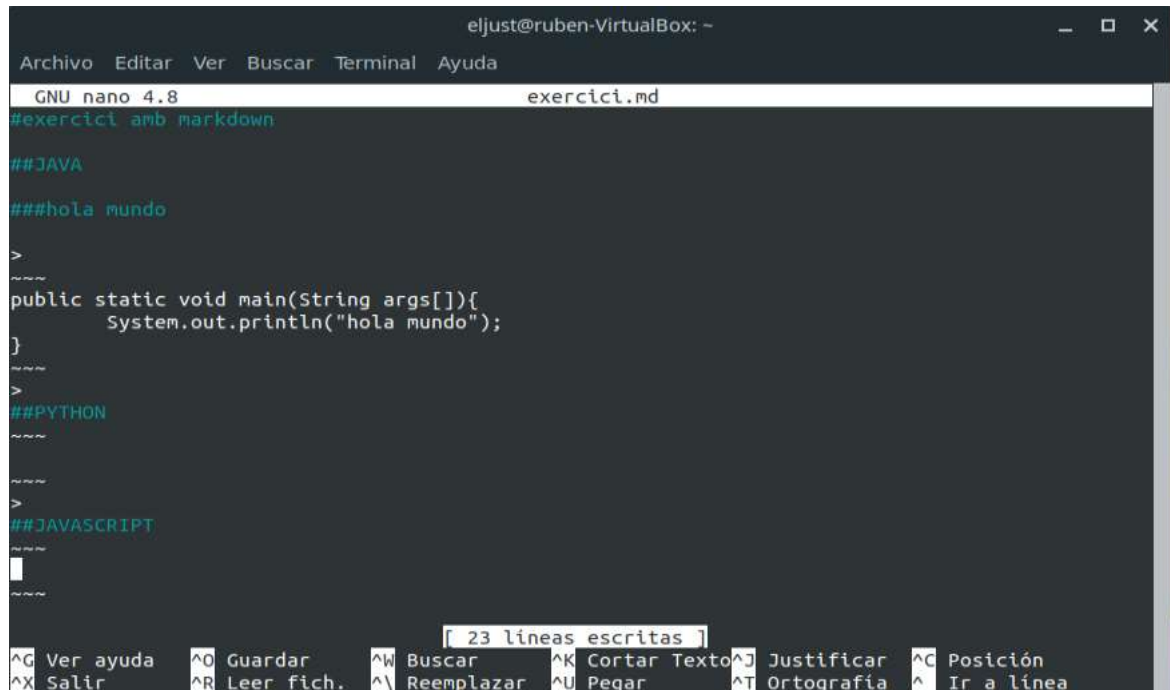 eljust@ruben-VirtualBox: ~
Archivo Editar Ver Buscar Terminal Ayuda
GNU nano 4.8 exercici.md
#exercici amb markdown
##JAVA
###hola mundo
>
~~~
public static void main(String args[]){
System.out.println("hola mundo");
}
~~~
>
##PYTHON
~~~
~~~
>
##JAVASCRIPT
~~~
~~~
[ 23 líneas escritas ]
^G Ver ayuda ^O Guardar ^W Buscar ^K Cortar Texto ^J Justificar ^C Posición
^X Salir ^R Leer fich. ^\ Reemplazar ^U Pegar ^T Ortografía ^ Ir a línea